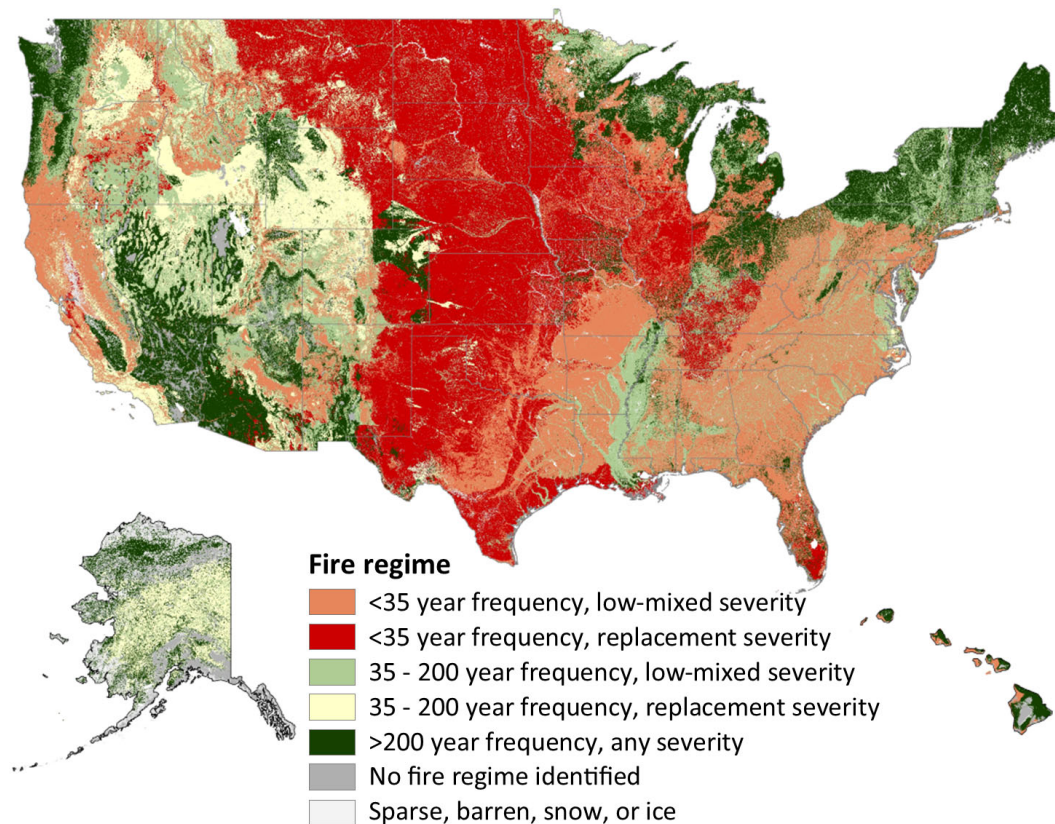 Fire regime
<35 year frequency, low-mixed severity
<35 year frequency, replacement severity
35 - 200 year frequency, low-mixed severity
35 - 200 year frequency, replacement severity
>200 year frequency, any severity
No fire regime identified
Sparse, barren, snow, or ice